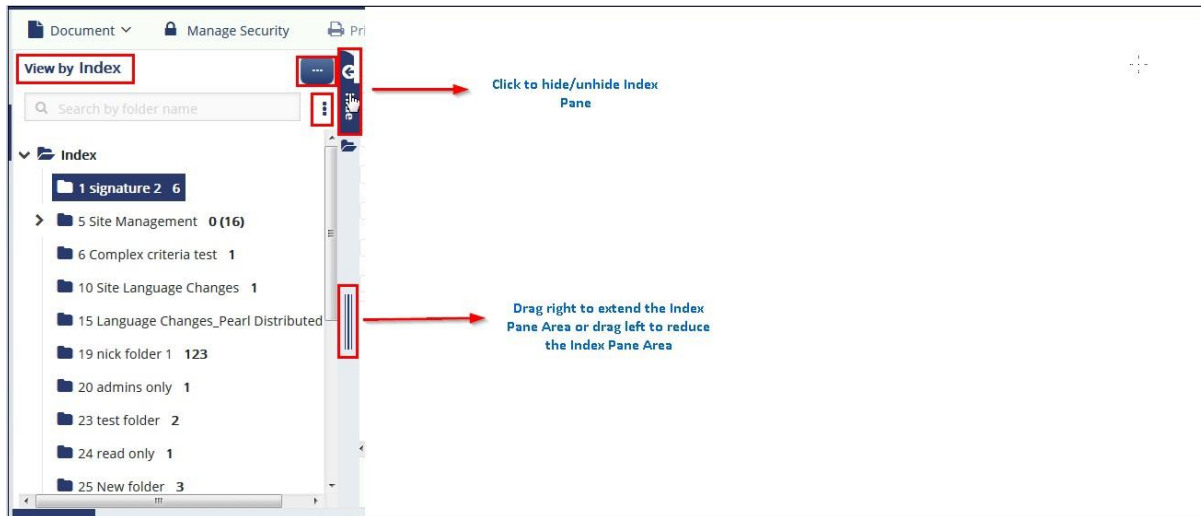 Document Manage Security Pri
View by Index ...
Search by folder name
Index
1 signature 2 6
5 Site Management 0 (16)
6 Complex criteria test 1
10 Site Language Changes 1
15 Language Changes_Pearl Distributed
19 nick folder 1 123
20 admins only 1
23 test folder 2
24 read only 1
25 New folder 3
Click to hide/unhide Index
Pane
Drag right to extend the Index
Pane Area or drag left to reduce
the Index Pane Area